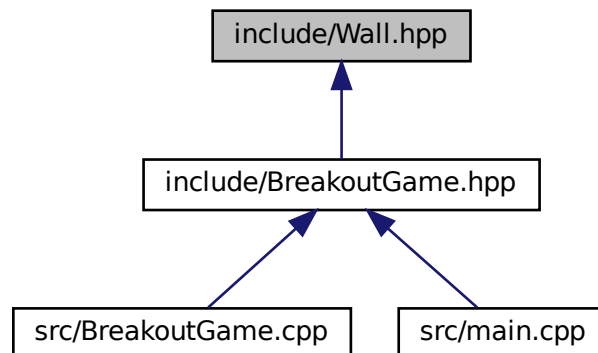 include/Wall.hpp
include/BreakoutGame.hpp
src/BreakoutGame.cpp
src/main.cpp